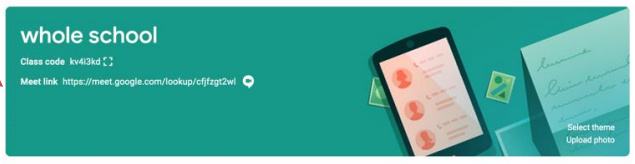 whole school
Class code kv4i3kd
Meet link https://meet.google.com/lookup/cfjfzgt2wl
Select theme
Upload photo